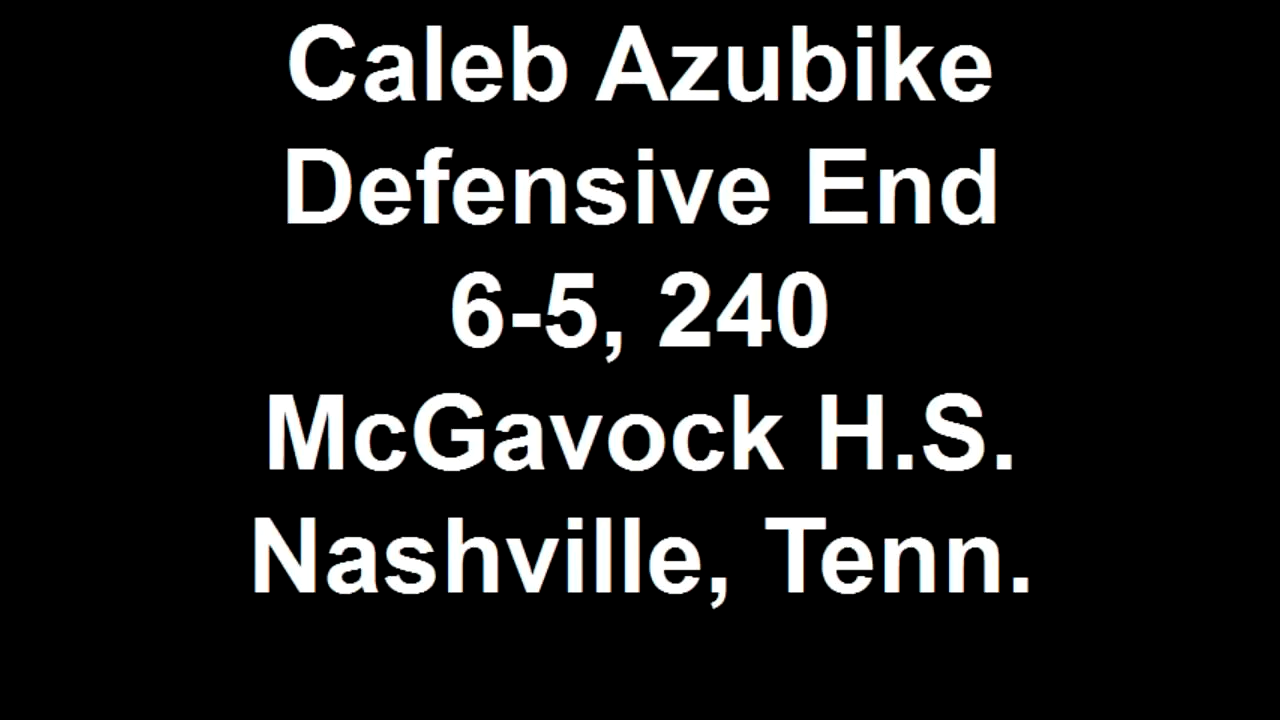 Caleb Azubike
Defensive End
6-5, 240
McGavock H.S.
Nashville, Tenn.